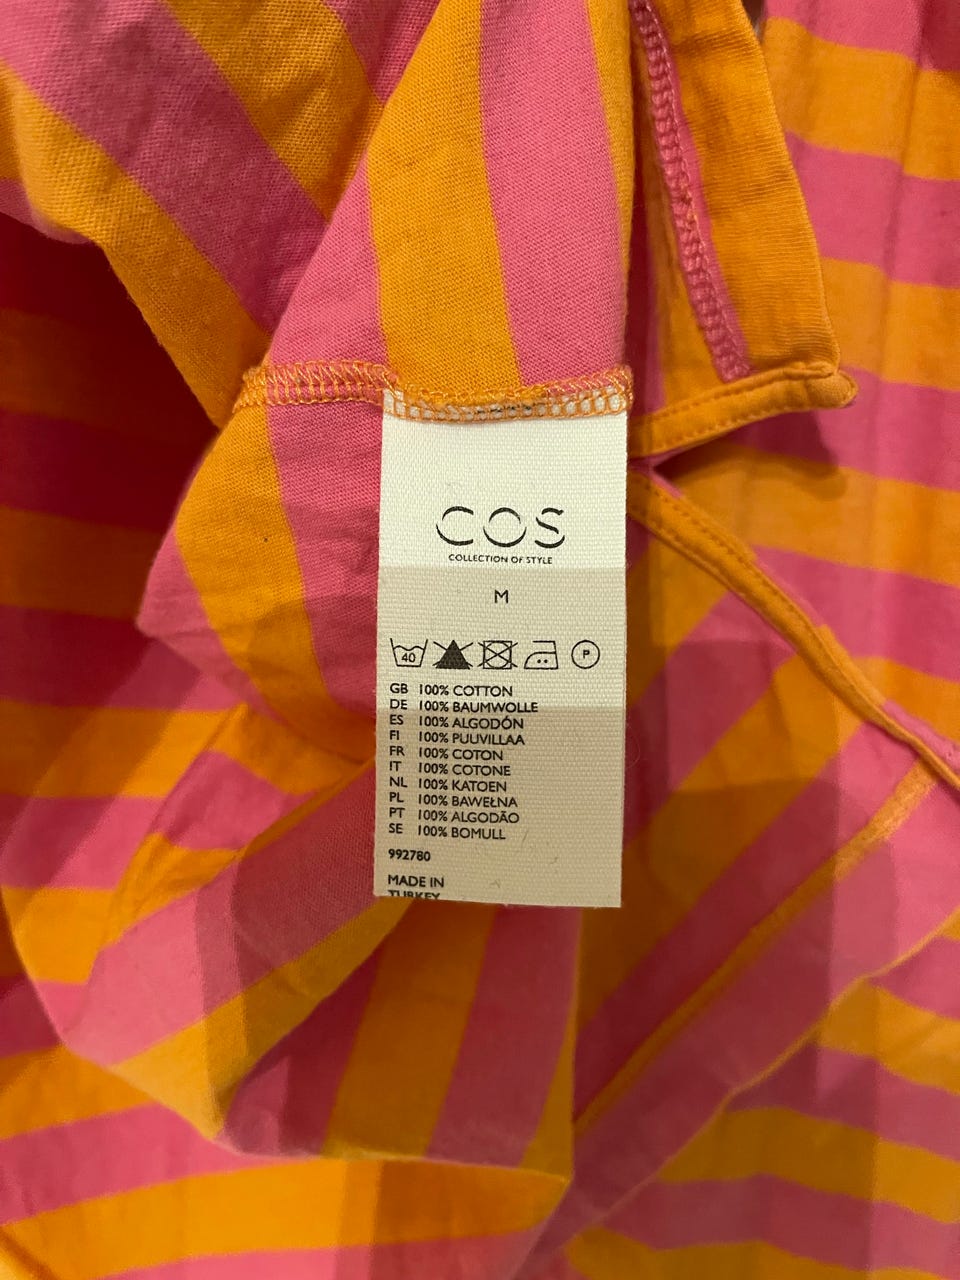 COS
COLLECTION OF STYLE
M
40 P
GB 100% COTTON
DE 100% BAUMWOLLE
ES 100% ALGODÓN
FI 100% PUUVILLAA
FR 100% COTON
IT 100% COTONE
NL 100% KATOEN
PL 100% BAWEŁNA
PT 100% ALGODÃO
SE 100% BOMULL
992780
MADE IN
TURKEY